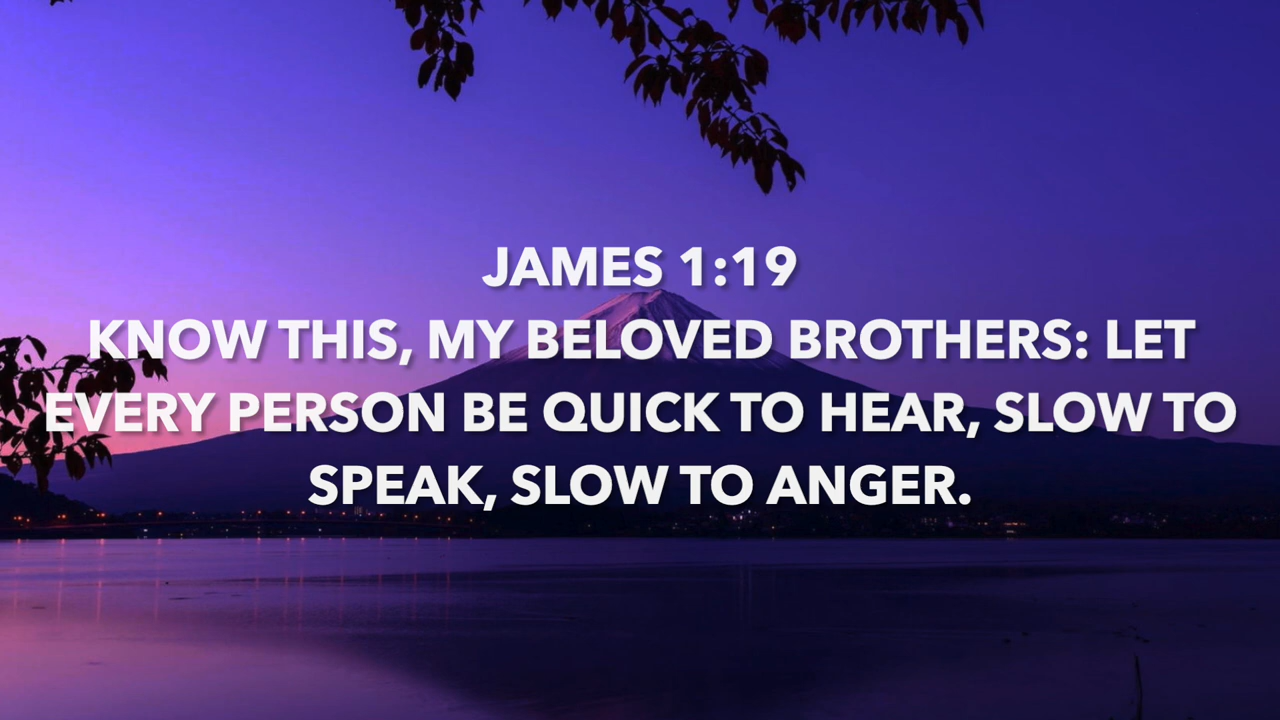 JAMES 1:19
KNOW THIS, MY BELOVED BROTHERS: LET
EVERY PERSON BE QUICK TO HEAR, SLOW TO
SPEAK, SLOW TO ANGER.